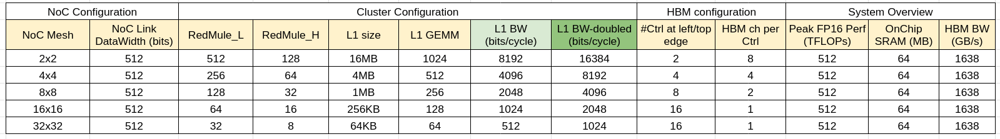 NoC Configuration Cluster Configuration HBM configuration System Overview
NoC Mesh NoC Link DataWidth (bits) RedMule_L RedMule_H L1 size L1 GEMM L1 BW (bits/cycle) L1 BW-doubled (bits/cycle) #Ctrl at left/top edge HBM ch per Ctrl Peak FP16 Perf (TFLOPs) OnChip SRAM (MB) HBM BW (GB/s)
2x2 512 512 128 16MB 1024 8192 16384 2 8 512 64 1638
4x4 512 256 64 4MB 512 4096 8192 4 4 512 64 1638
8x8 512 128 32 1MB 256 2048 4096 8 2 512 64 1638
16x16 512 64 16 256KB 128 1024 2048 16 1 512 64 1638
32x32 512 32 8 64KB 64 512 1024 16 1 512 64 1638